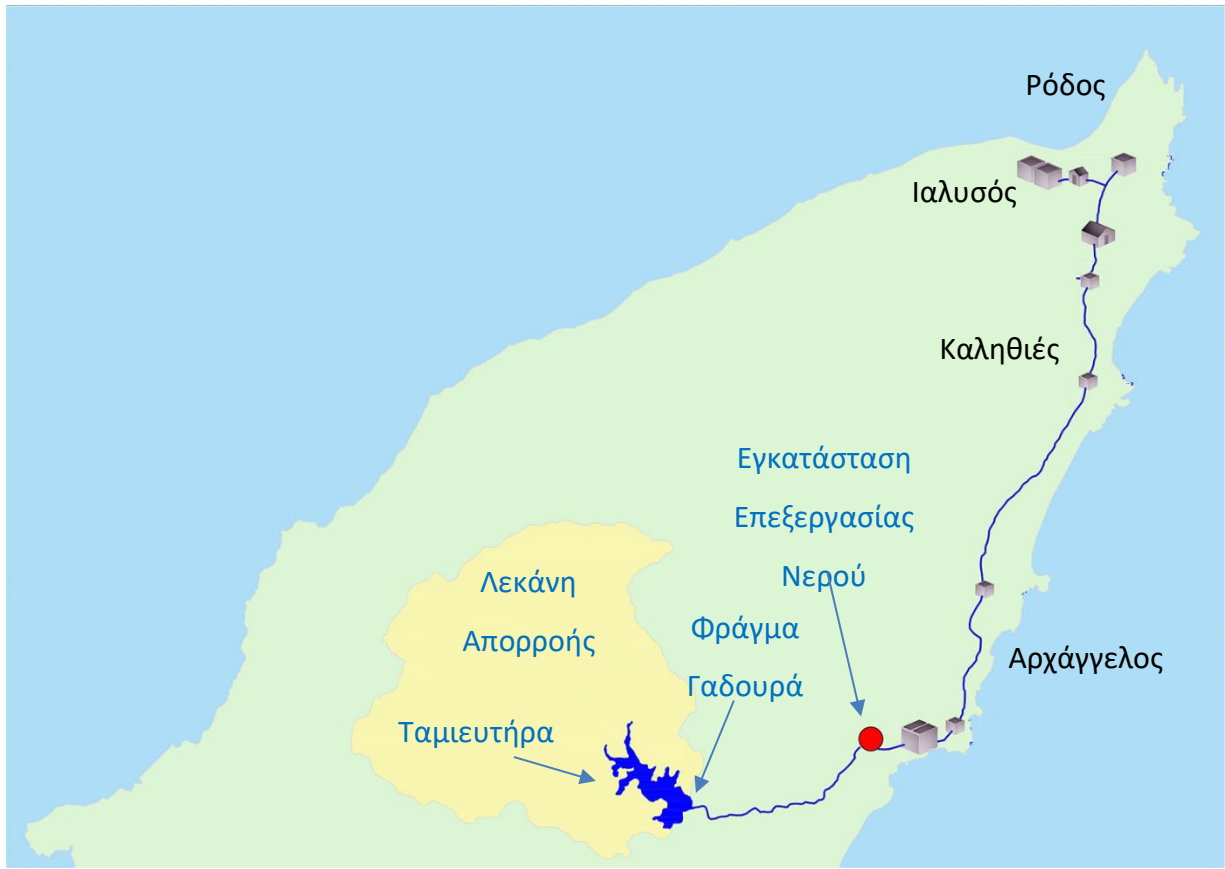 Ρόδος
Ιαλυσός
Καληθιές
Εγκατάσταση
Επεξεργασίας
Νερού
Λεκάνη
Απορροής
Φράγμα
Γαδουρά
Αρχάγγελος
Ταμιευτήρα